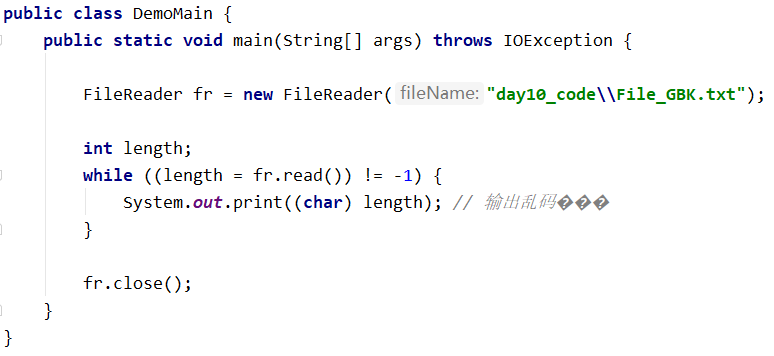 public class DemoMain {
public static void main(String[] args) throws IOException {
FileReader fr = new FileReader( fileName: "day10_code\\File_GBK.txt");
int length;
while ((length = fr.read()) != -1) {
System.out.print((char) length); // 输出乱码���
}
fr.close();
}
}